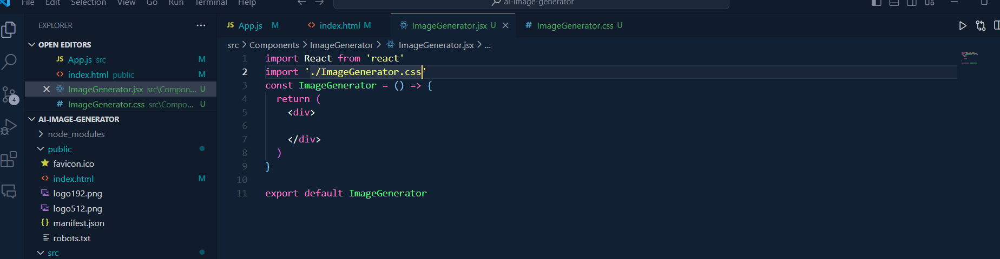 File Edit Selection View Go Run Terminal Help
ai-image-generator
EXPLORER
OPEN EDITORS
JS App.js src M
<> index.html public M
ImageGenerator.jsx src\Compon... U
# ImageGenerator.css src\Compo... U
4
AI-IMAGE-GENERATOR
node_modules
public
favicon.ico
<> index.html M
logo192.png
logo512.png
{} manifest.json
robots.txt
src
JS App.js M
<> index.html M
ImageGenerator.jsx U
# ImageGenerator.css U
src > Components > ImageGenerator > ImageGenerator.jsx > ...
1 import React from 'react'
2 import './ImageGenerator.css'
3 const ImageGenerator = () => {
4 return (
5 <div>
6
7 </div>
8 )
9 }
10
11 export default ImageGenerator